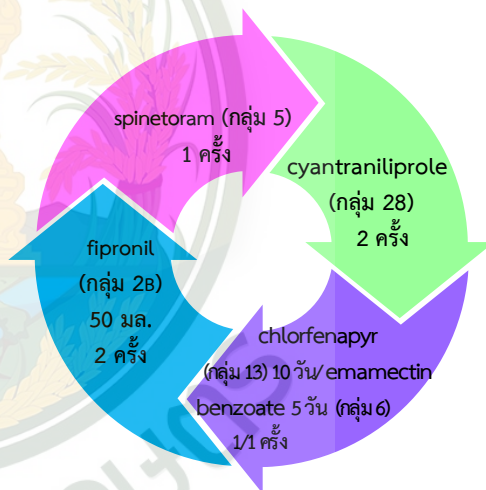 spinetoram (กลุ่ม 5)
1 ครั้ง
cyantraniliprole
(กลุ่ม 28)
2 ครั้ง
chlorfenapyr
(กลุ่ม 13) 10 วัน/emamectin
benzoate 5 วัน (กลุ่ม 6)
1/1 ครั้ง
fipronil
(กลุ่ม 2B)
50 มล.
2 ครั้ง